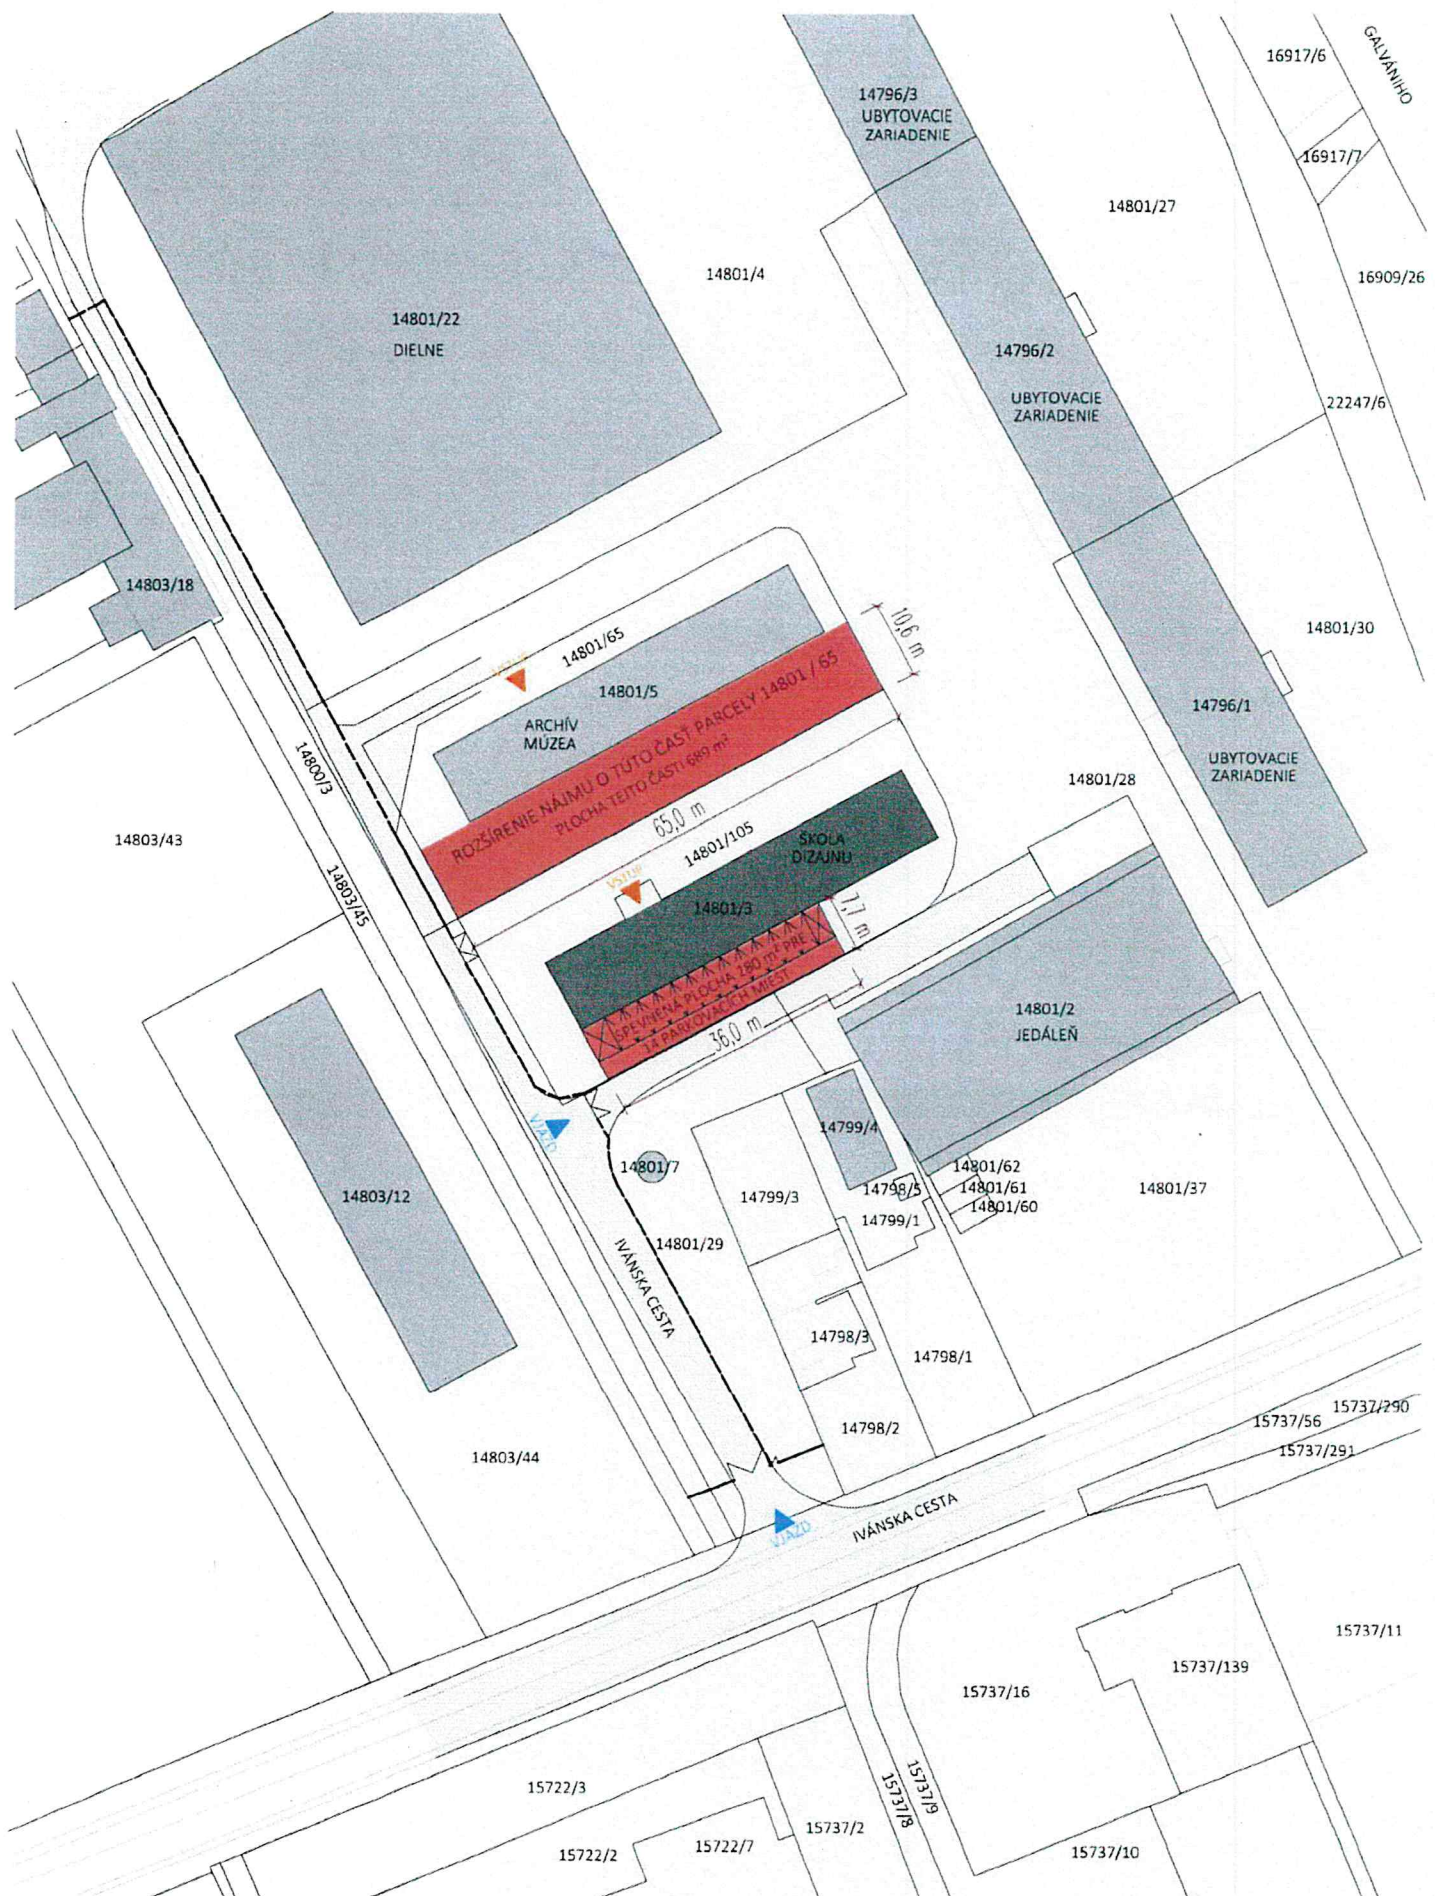 16917/6
GALVÁNIHO
14796/3
UBYTOVACIE
ZARIADENIE
16917/7
14801/27
14801/4
16909/26
14801/22
DIELNE
14796/2
UBYTOVACIE
ZARIADENIE
22247/6
14803/18
10,6 m
14801/30
14801/65
VSTUP
14801/5
ARCHÍV
MÚZEA
14796/1
UBYTOVACIE
ZARIADENIE
ROZŠÍRENIE NÁJMU O TÚTO ČASŤ PARCELY 14801 / 65
PLOCHA TEJTO ČASTI 689 m²
14800/3
14801/28
65,0 m
14801/105
ŠKOLA
DIZAJNU
14803/43
14803/45
VSTUP
14801/3
7,7 m
SPEVNENÁ PLOCHA 280 m² PRE
14 PARKOVACÍCH MIEST
36,0 m
14801/2
JEDÁLEŇ
VJAZD
14799/4
14801/7
14801/62
14803/12
14799/3
14798/5
14801/61
14801/37
14801/60
14799/1
14801/29
IVÁNSKA CESTA
14798/3
14798/1
15737/290
15737/56
14798/2
15737/291
14803/44
IVÁNSKA CESTA
VJAZD
15737/11
15737/139
15737/16
15722/3
15737/9
15737/8
15737/2
15722/7
15722/2
15737/10